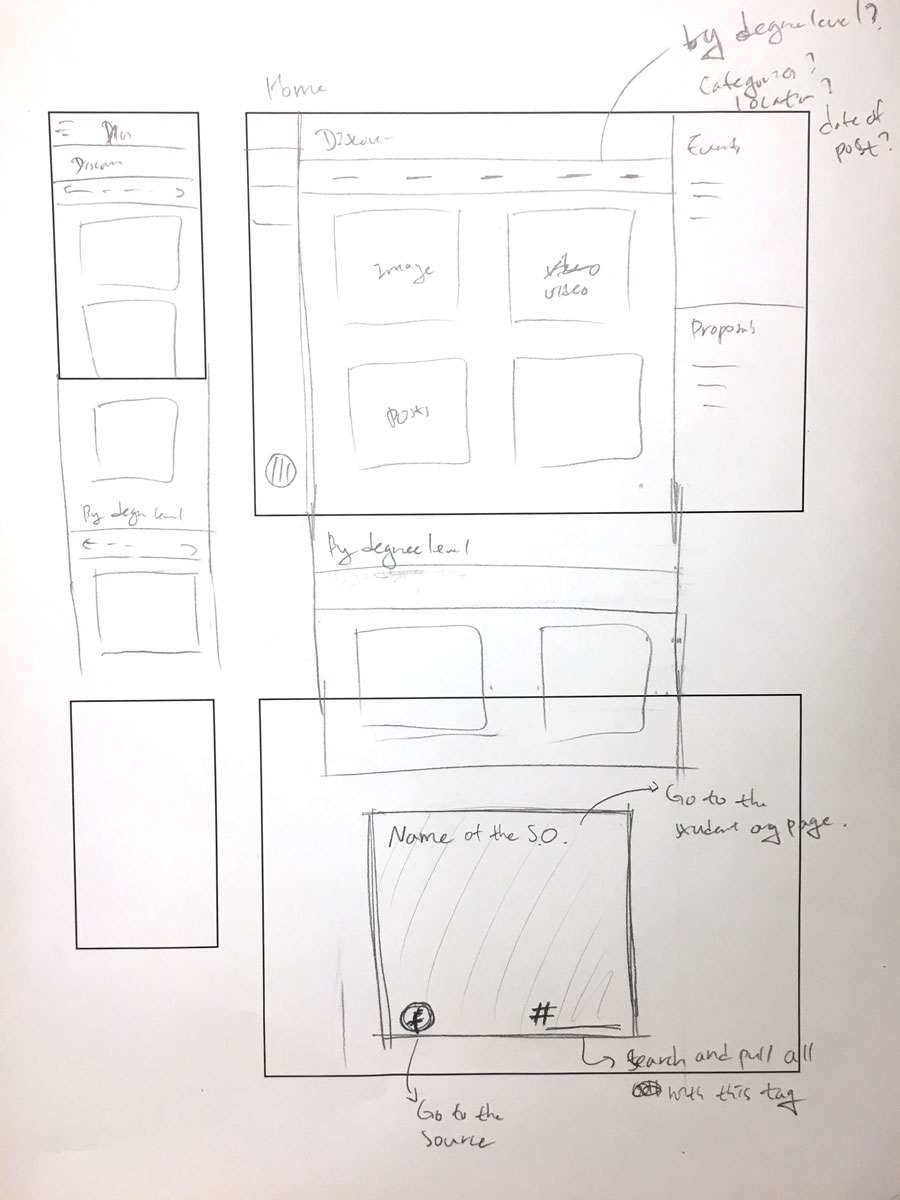 Home
by degree level?
Categories?
Location?
date of
post?
Discover
Discover
Events
Image
video
Proposals
Posts
By degree level
By degree level
Go to the
student org page.
Name of the S.O.
#
Search and pull all
with this tag
Go to the
Source